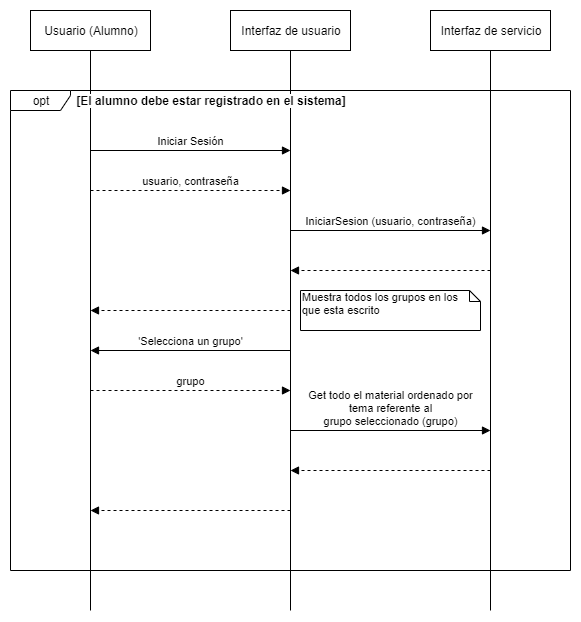 Usuario (Alumno)
Interfaz de usuario
Interfaz de servicio
opt
[El alumno debe estar registrado en el sistema]
Iniciar Sesión
usuario, contraseña
IniciarSesion (usuario, contraseña)
Muestra todos los grupos en los
que esta escrito
'Selecciona un grupo'
grupo
Get todo el material ordenado por
tema referente al
grupo seleccionado (grupo)